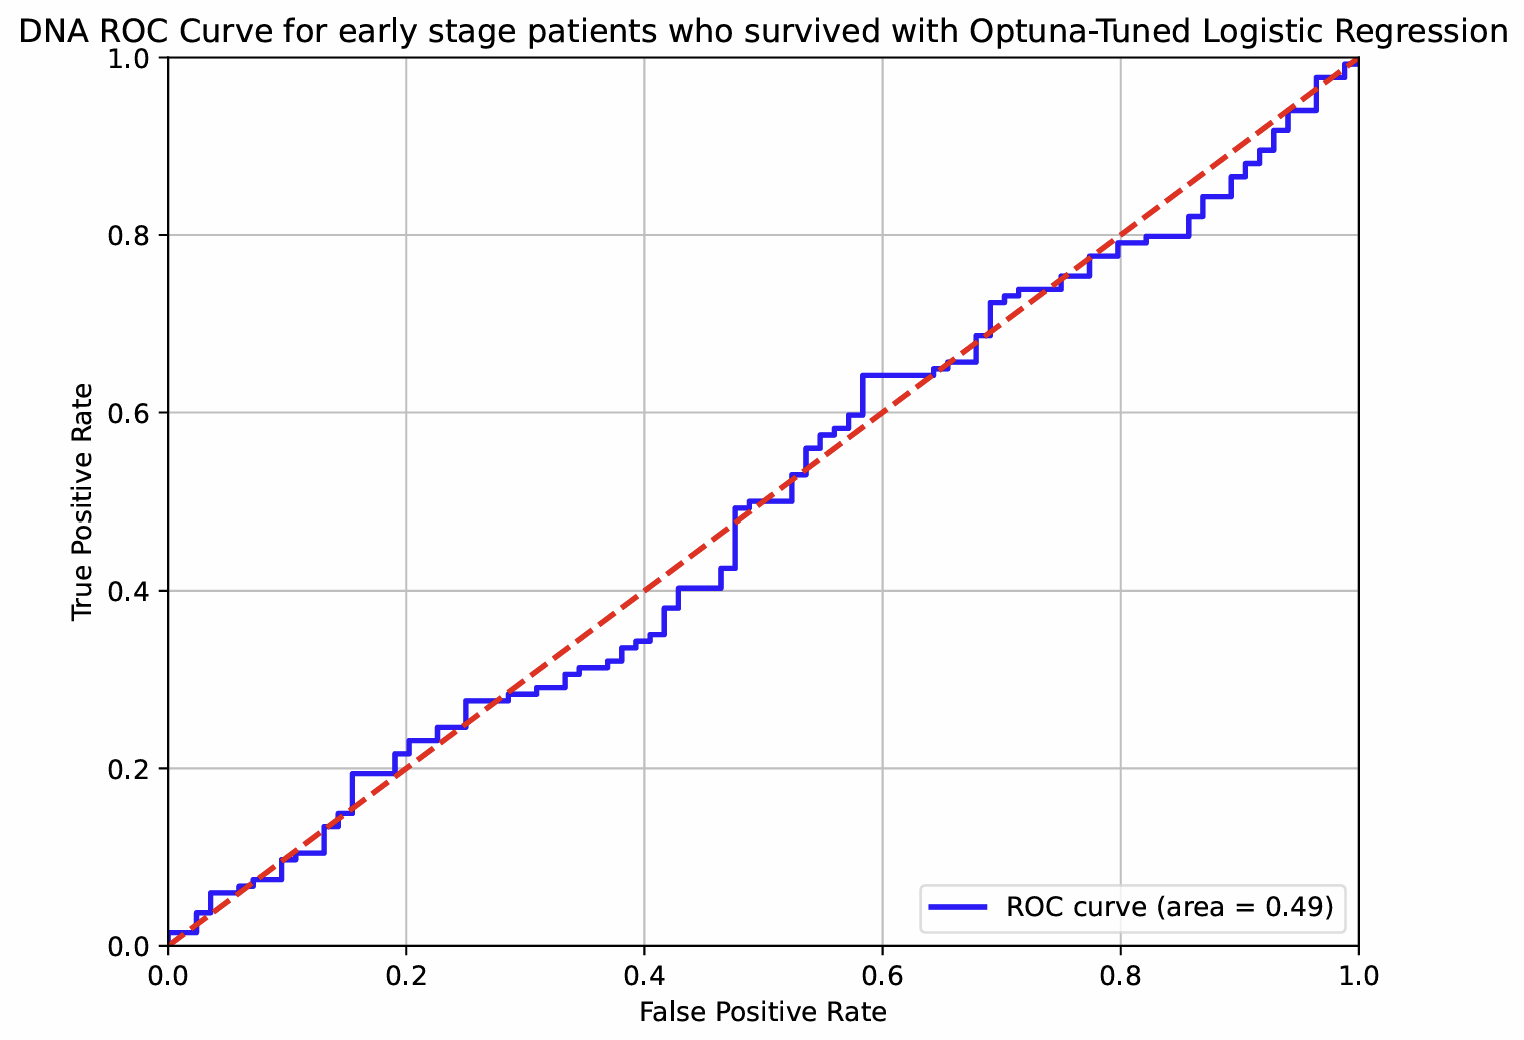 DNA ROC Curve for early stage patients who survived with Optuna-Tuned Logistic Regression
1.0
0.8
0.6
0.4
0.2
0.0
True Positive Rate
ROC curve (area = 0.49)
0.0 0.2 0.4 0.6 0.8 1.0
False Positive Rate